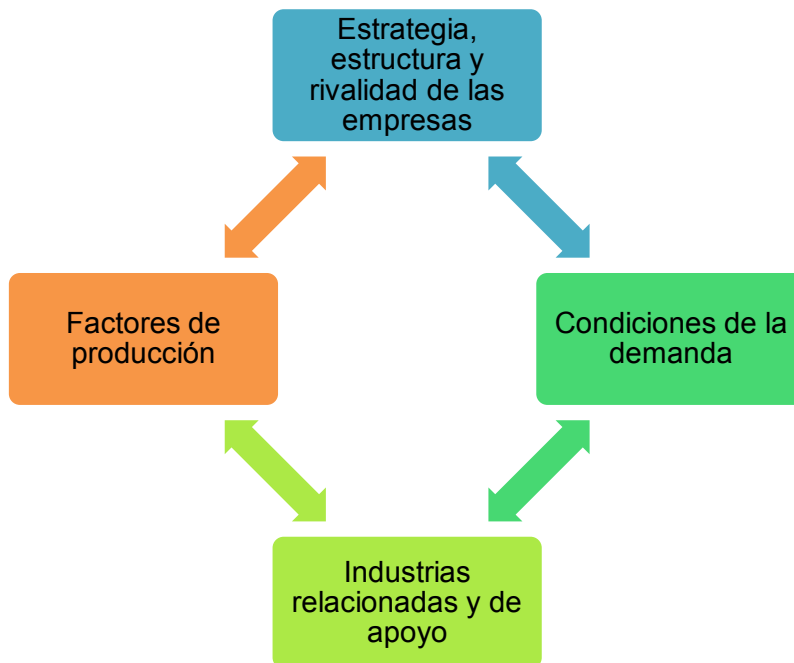 Estrategia,
estructura y
rivalidad de las
empresas
Factores de
producción
Condiciones de la
demanda
Industrias
relacionadas y de
apoyo